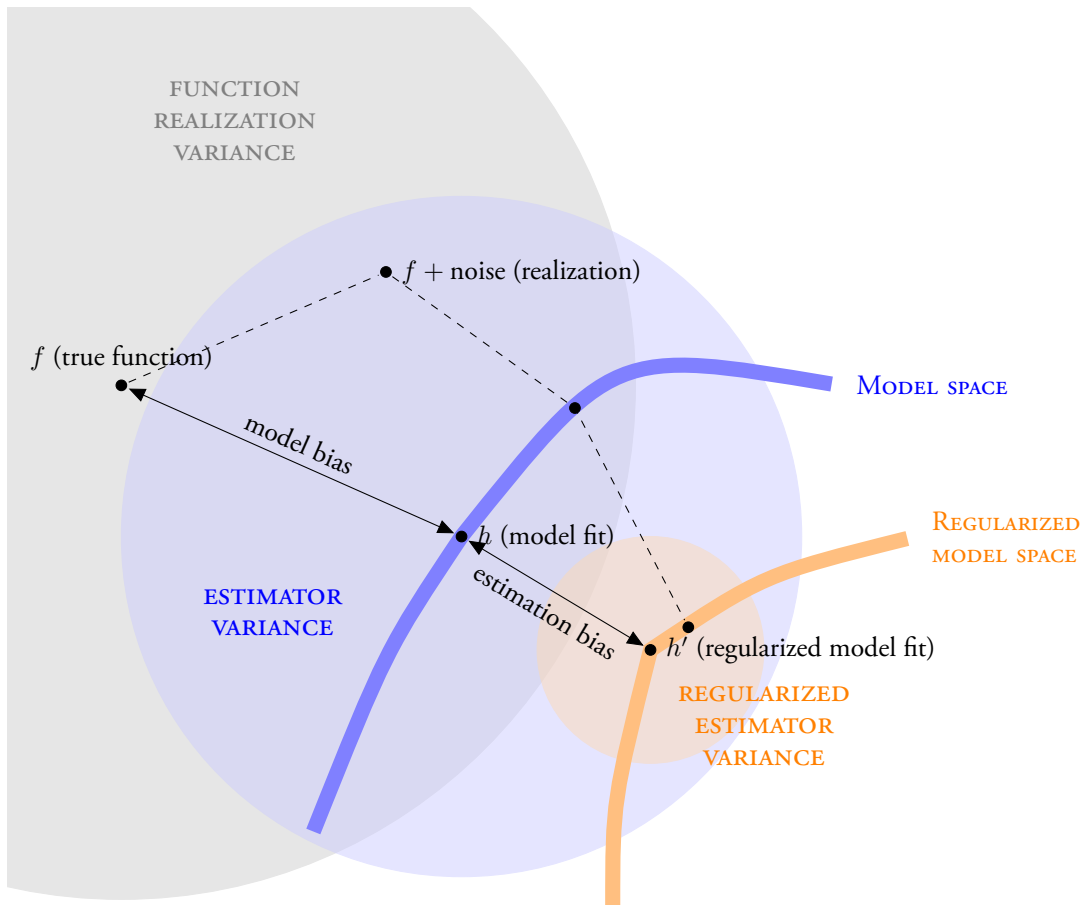 FUNCTION
REALIZATION
VARIANCE
f + noise (realization)
f (true function)
MODEL SPACE
model bias
REGULARIZED
MODEL SPACE
h (model fit)
estimation bias
ESTIMATOR
VARIANCE
h′ (regularized model fit)
REGULARIZED
ESTIMATOR
VARIANCE